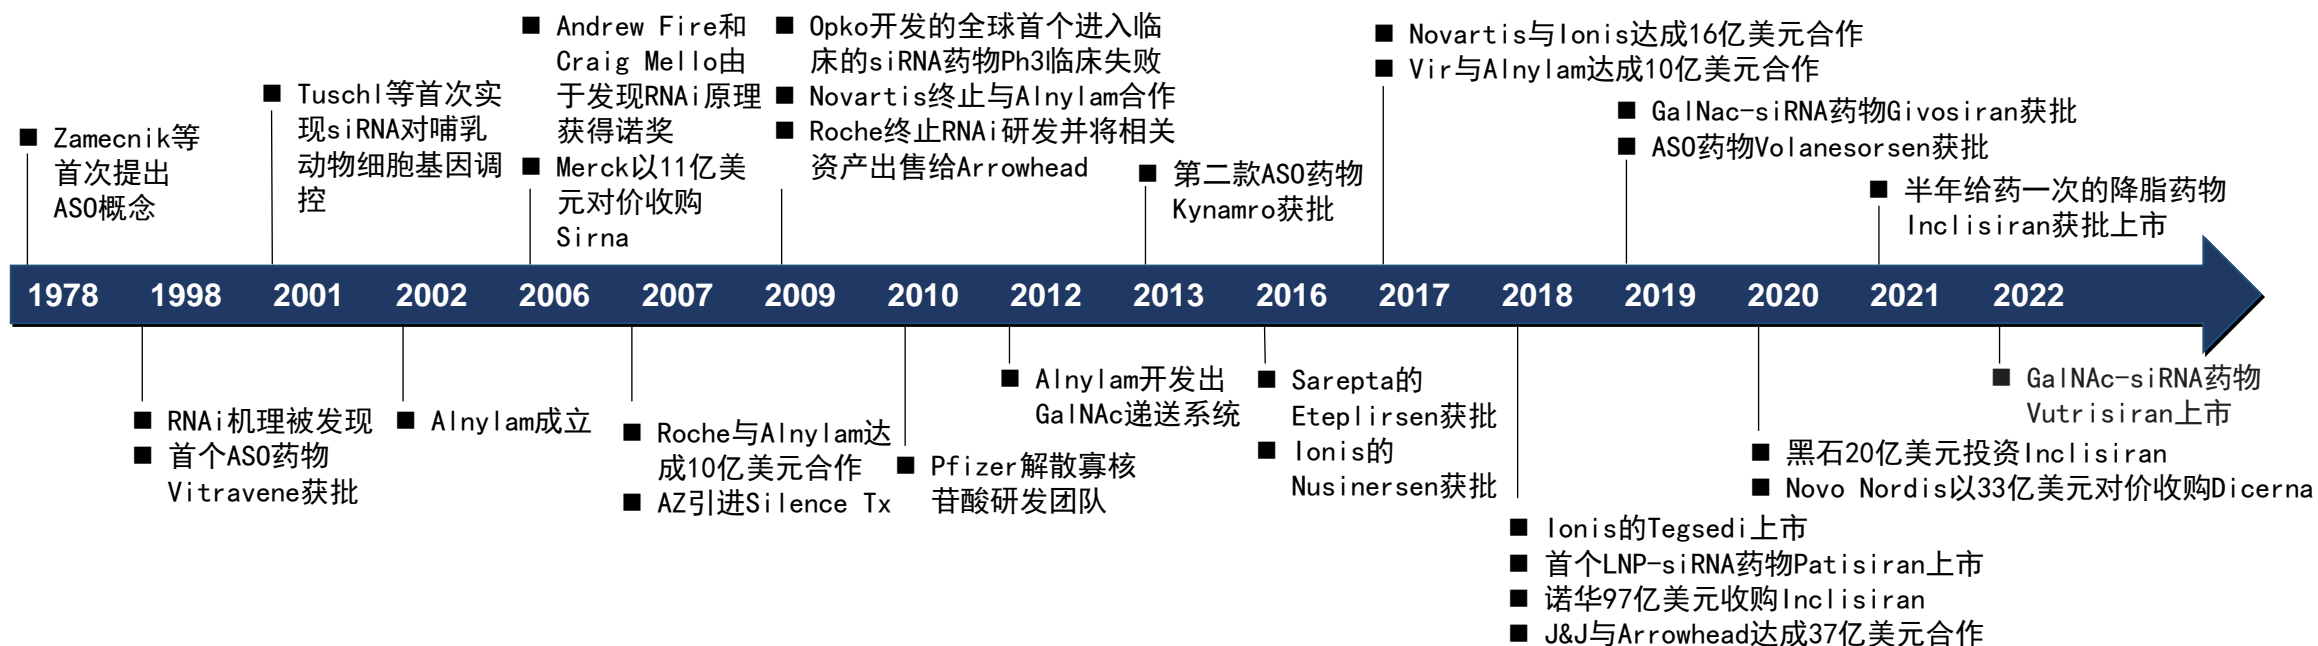 Zamecnik等
首次提出
ASO概念
Tuschl等首次实
现siRNA对哺乳
动物细胞基因调
控
Andrew Fire和
Craig Mello由
于发现RNAi原理
获得诺奖
Merck以11亿美
元对价收购
Sirna
Opko开发的全球首个进入临
床的siRNA药物Ph3临床失败
Novartis终止与Alnylam合作
Roche终止RNAi研发并将相关
资产出售给Arrowhead
第二款ASO药物
Kynamro获批
Novartis与Ionis达成16亿美元合作
Vir与Alnylam达成10亿美元合作
GalNac-siRNA药物Givosiran获批
ASO药物Volanesorsen获批
半年给药一次的降脂药物
Inclisiran获批上市
1978 1998 2001 2002 2006 2007 2009 2010 2012 2013 2016 2017 2018 2019 2020 2021 2022
RNAi机理被发现
首个ASO药物
Vitravene获批
Alnylam成立
Roche与Alnylam达
成10亿美元合作
AZ引进Silence Tx
Pfizer解散寡核
苷酸研发团队
Alnylam开发出
GalNAc递送系统
Sarepta的
Eteplirsen获批
Ionis的
Nusinersen获批
Ionis的Tegsedi上市
首个LNP-siRNA药物Patisiran上市
诺华97亿美元收购Inclisiran
J&J与Arrowhead达成37亿美元合作
黑石20亿美元投资Inclisiran
Novo Nordis以33亿美元对价收购Dicerna
GalNAc-siRNA药物
Vutrisiran上市